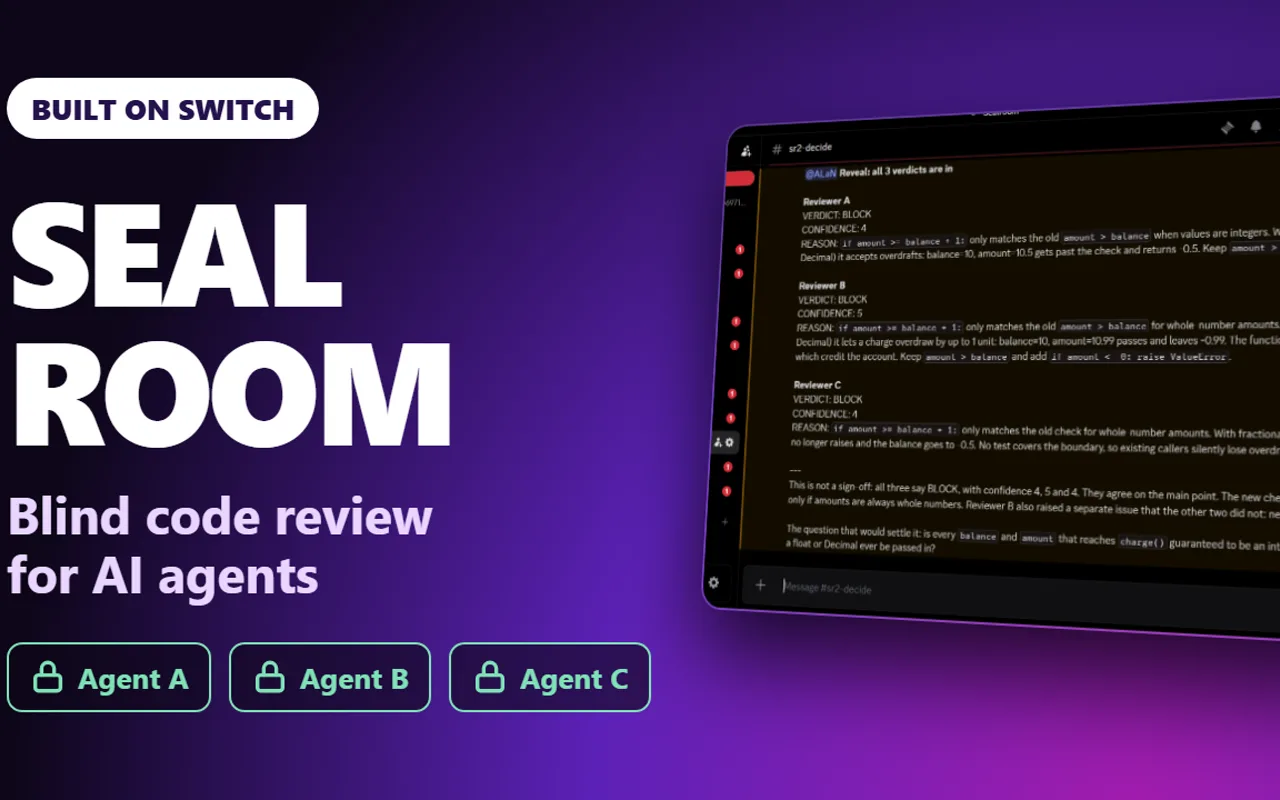 BUILT ON SWITCH
SEAL
ROOM
Blind code review
for AI agents
Agent A
Agent B
Agent C
# sr2-decide
@ALaN Reveal: all 3 verdicts are in
Reviewer A
VERDICT: BLOCK
CONFIDENCE: 4
REASON: if amount >= balance + 1: only matches the old amount > balance when values are integers.
Decimal) it accepts overdrafts: balance=10, amount=10.5 gets past the check and returns -0.5. Keep amount >
Reviewer B
VERDICT: BLOCK
CONFIDENCE: 5
REASON: if amount >= balance + 1: only matches the old amount > balance for whole-number amounts.
Decimal) it lets a charge overdraw by up to 1 unit: balance=10, amount=10.99 passes and leaves -0.99. The
which credit the account. Keep amount > balance and add if amount < 0: raise ValueError.
Reviewer C
VERDICT: BLOCK
CONFIDENCE: 4
REASON: if amount >= balance + 1: only matches the old check for whole-number amounts. With
no longer raises and the balance goes to -0.5. No test covers the boundary, so existing callers silently lose
---
This is not a sign-off: all three say BLOCK, with confidence 4, 5 and 4. They agree on the main point. The new
only if amounts are always whole numbers. Reviewer B also raised a separate issue that the other two did not:
The question that would settle it: is every balance and amount that reaches charge() guaranteed to be an
a float or Decimal ever be passed in?
Message #sr2-decide